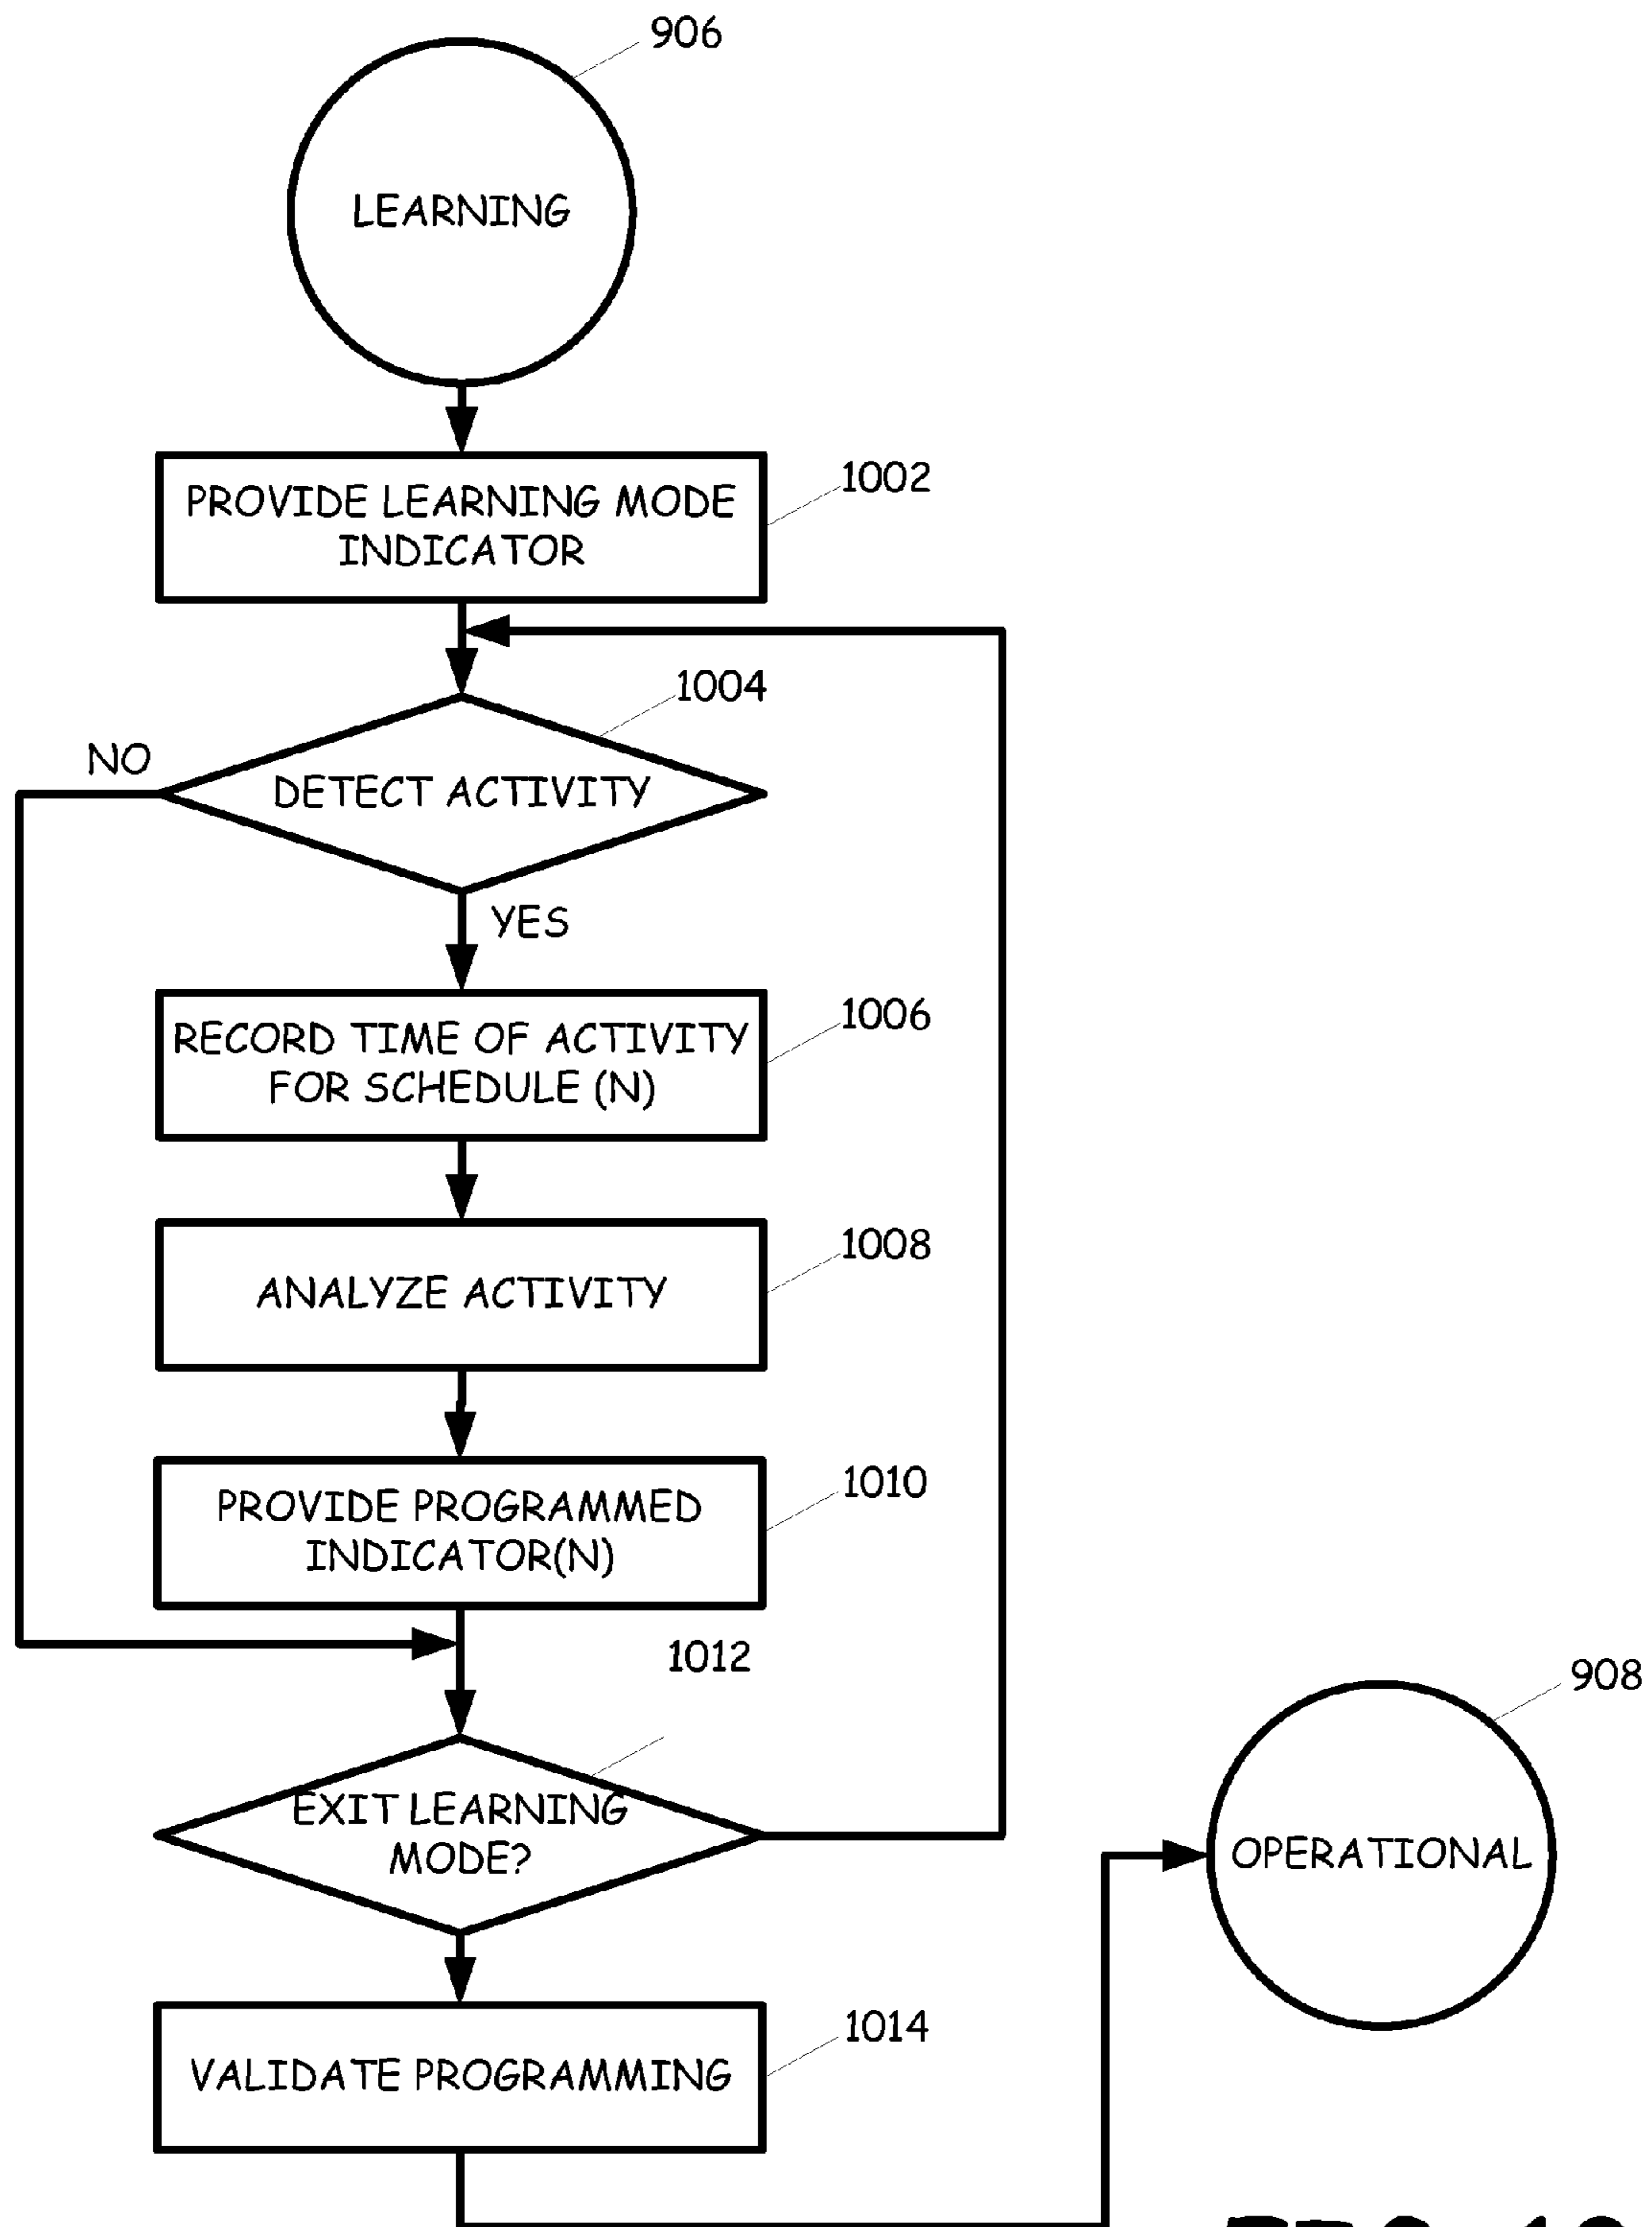 906
LEARNING
1002
PROVIDE LEARNING MODE
INDICATOR
1004
NO
DETECT ACTIVITY
YES
1006
RECORD TIME OF ACTIVITY
FOR SCHEDULE (N)
1008
ANALYZE ACTIVITY
1010
PROVIDE PROGRAMMED
INDICATOR(N)
1012
908
EXIT LEARNING
MODE?
OPERATIONAL
1014
VALIDATE PROGRAMMING